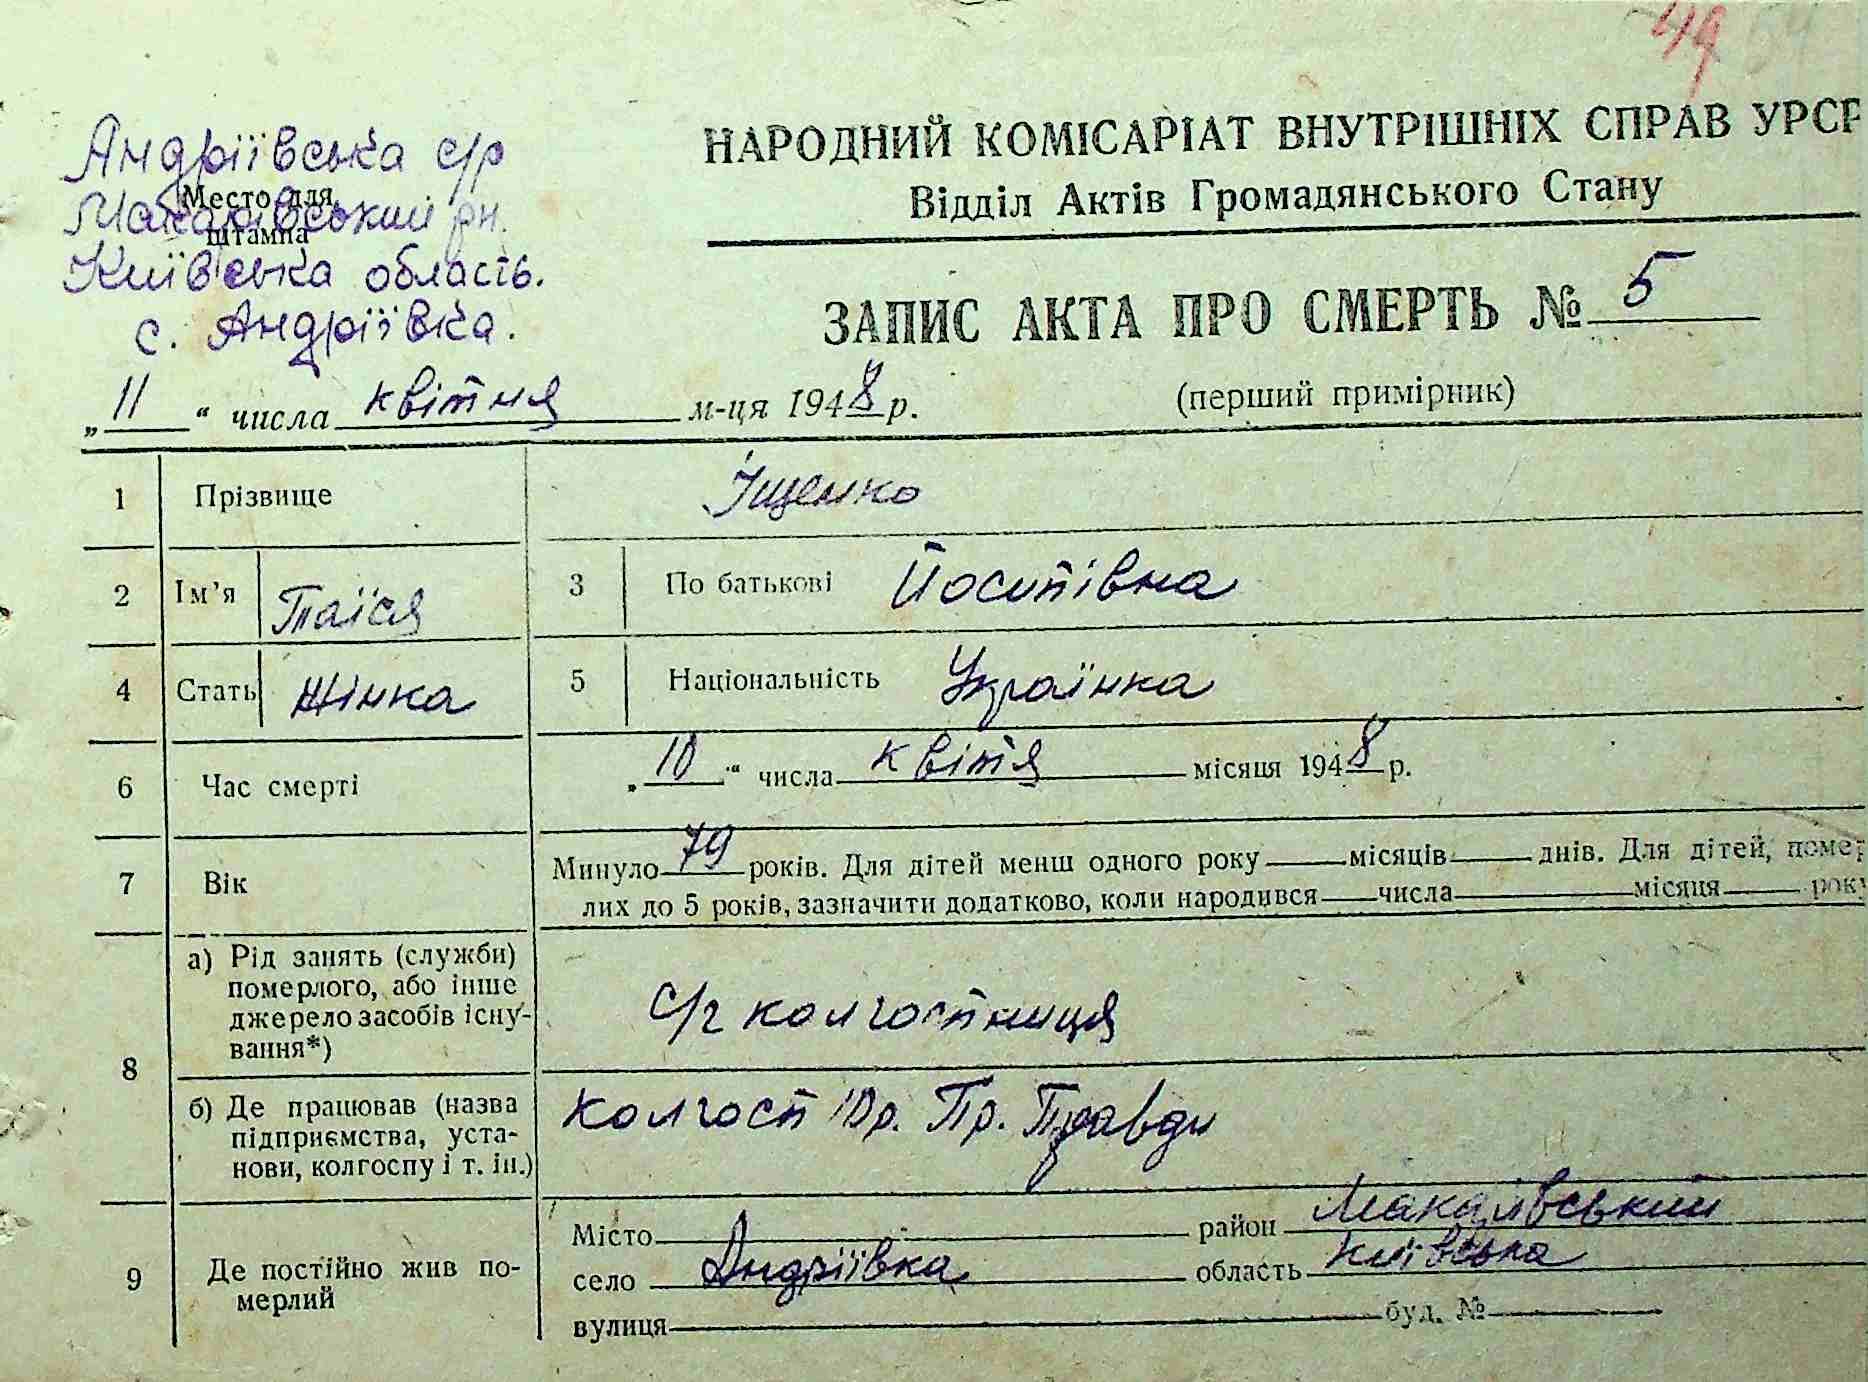 49 64
НАРОДНИЙ КОМІСАРІАТ ВНУТРІШНІХ СПРАВ УРСР
Відділ Актів Громадянського Стану
Андріївська с/р
Место для
Макарівський рн.
штампа
Київська область.
с. Андріївка.
ЗАПИС АКТА ПРО СМЕРТЬ № 5
„ 11 “ числа квітня м-ця 1948 р.
(перший примірник)
1 Прізвище Іщенко
2 Ім’я Таїся 3 По батькові Йосипівна
4 Стать Жінка 5 Національність Українка
6 Час смерті „ 10 “ числа квітя місяця 1948 р.
7 Вік Минуло 79 років. Для дітей менш одного року місяців днів. Для дітей, помер
лих до 5 років, зазначити додатково, коли народився числа місяця року
8 а) Рід занять (служби)
померлого, або інше
джерело засобів існу-
вання*)
с/г колгоспниця
б) Де працював (назва
підприємства, уста-
нови, колгоспу і т. ін.)
колгосп Др. Пр. Правди
9 Де постійно жив по-
мерлий
Місто район Макарівський
село Андріївка область Київська
вулиця буд. №